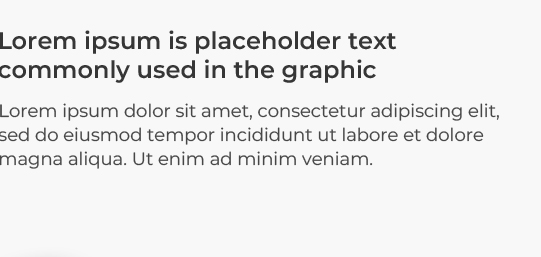 Lorem ipsum is placeholder text
commonly used in the graphic
Lorem ipsum dolor sit amet, consectetur adipiscing elit,
sed do eiusmod tempor incididunt ut labore et dolore
magna aliqua. Ut enim ad minim veniam.